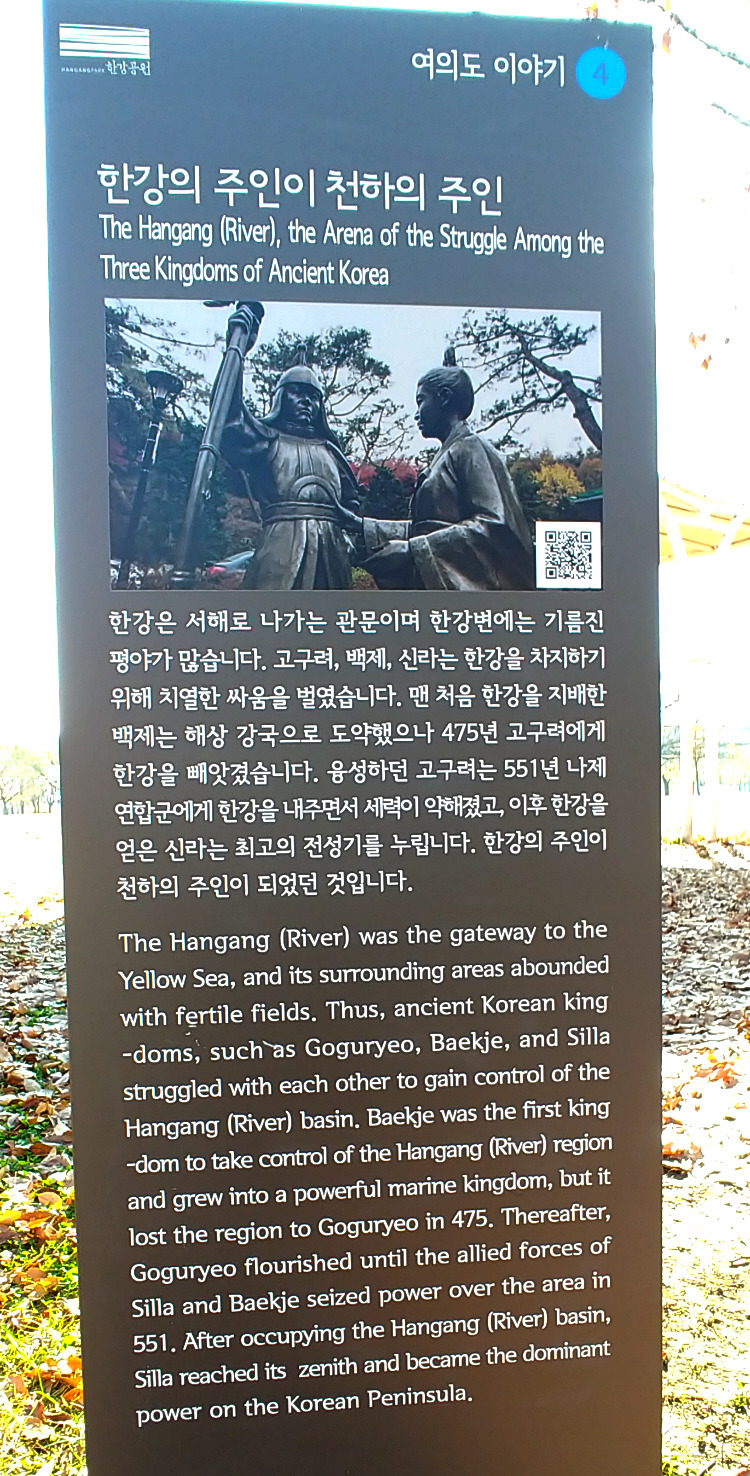 HANGANGPARK 한강공원
여의도 이야기 4
한강의 주인이 천하의 주인
The Hangang (River), the Arena of the Struggle Among the
Three Kingdoms of Ancient Korea
한강은 서해로 나가는 관문이며 한강변에는 기름진
평야가 많습니다. 고구려, 백제, 신라는 한강을 차지하기
위해 치열한 싸움을 벌였습니다. 맨 처음 한강을 지배한
백제는 해상 강국으로 도약했으나 475년 고구려에게
한강을 빼앗겼습니다. 융성하던 고구려는 551년 나제
연합군에게 한강을 내주면서 세력이 약해졌고, 이후 한강을
얻은 신라는 최고의 전성기를 누립니다. 한강의 주인이
천하의 주인이 되었던 것입니다.
The Hangang (River) was the gateway to the
Yellow Sea, and its surrounding areas abounded
with fertile fields. Thus, ancient Korean king
-doms, such as Goguryeo, Baekje, and Silla
struggled with each other to gain control of the
Hangang (River) basin. Baekje was the first king
-dom to take control of the Hangang (River) region
and grew into a powerful marine kingdom, but it
lost the region to Goguryeo in 475. Thereafter,
Goguryeo flourished until the allied forces of
Silla and Baekje seized power over the area in
551. After occupying the Hangang (River) basin,
Silla reached its zenith and became the dominant
power on the Korean Peninsula.